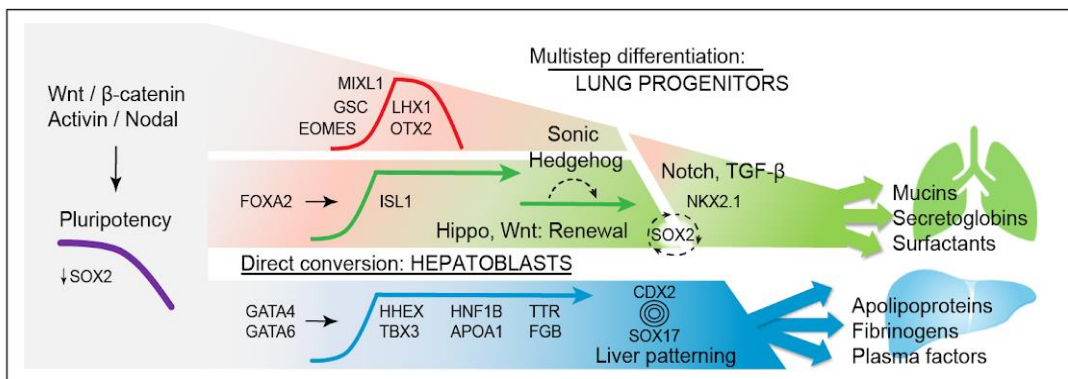 Wnt / β-catenin
Activin / Nodal
Pluripotency
↓SOX2
Multistep differentiation:
LUNG PROGENITORS
MIXL1
GSC LHX1
EOMES OTX2
Sonic
Hedgehog
Notch, TGF-β
FOXA2 ISL1
NKX2.1
Hippo, Wnt: Renewal
SOX2
Mucins
Secretoglobins
Surfactants
Direct conversion: HEPATOBLASTS
GATA4 HHEX HNF1B TTR
GATA6 TBX3 APOA1 FGB
CDX2
SOX17
Liver patterning
Apolipoproteins
Fibrinogens
Plasma factors